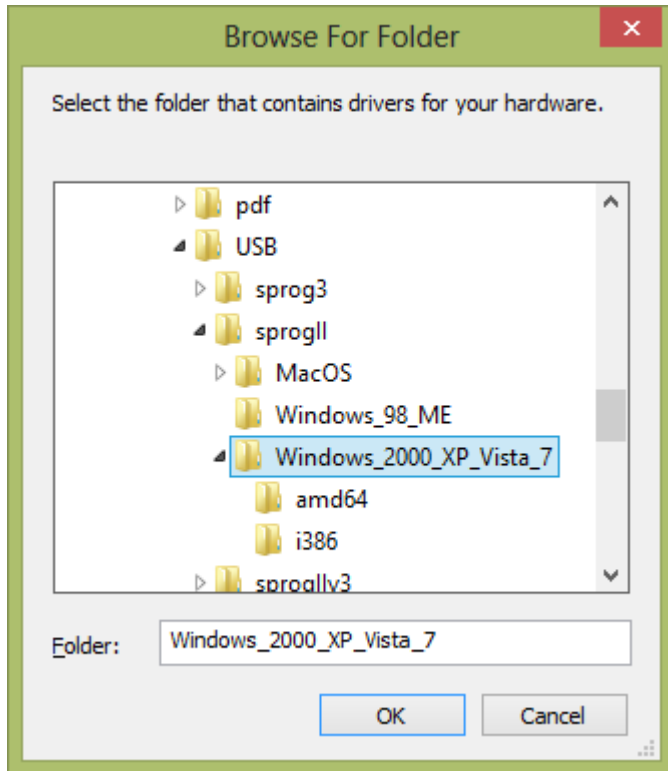 Browse For Folder
Select the folder that contains drivers for your hardware.
pdf
USB
sprog3
sprogII
MacOS
Windows_98_ME
Windows_2000_XP_Vista_7
amd64
i386
sprogIIv3
Folder: Windows_2000_XP_Vista_7
OK Cancel